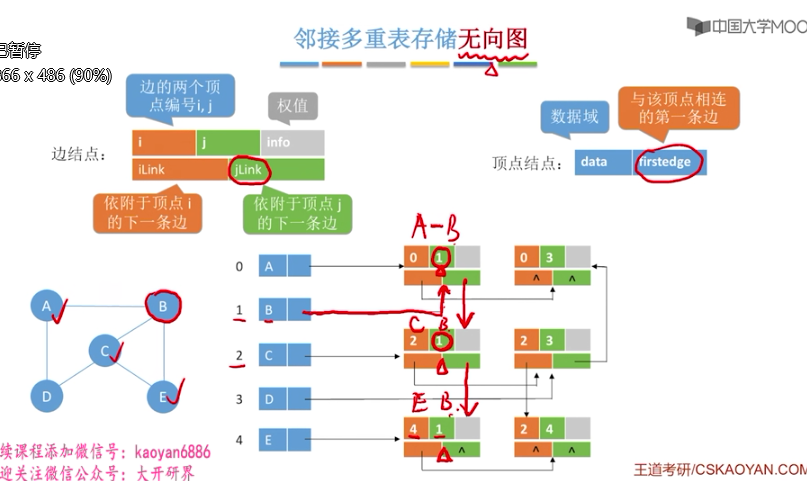 中国大学MOO
邻接多重表存储无向图
已暂停
366 x 486 (90%)
边的两个顶
点编号i, j
权值
数据域
与该顶点相连
的第一条边
边结点：
i j info
iLink jLink
顶点结点：
data firstedge
依附于顶点 i
的下一条边
依附于顶点 j
的下一条边
A-B
0 A
0 1
0 3
^ ^
1 B
C B
2 C
2 1
2 3
3 D
E B
4 E
4 1
^
2 4
^ ^
A B
C
D E
续课程添加微信号：kaoyan6886
迎关注微信公众号：大开研界
王道考研/CSKAOYAN.COM